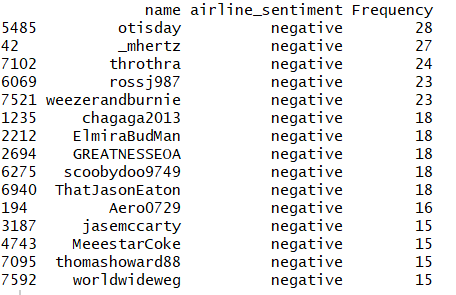 name airline_sentiment Frequency
5485 otisday negative 28
42 _mhertz negative 27
7102 throthra negative 24
6069 rossj987 negative 23
7521 weezerandburnie negative 23
1235 chagaga2013 negative 18
2212 ElmiraBudMan negative 18
2694 GREATNESSEOA negative 18
6275 scoobydoo9749 negative 18
6940 ThatJasonEaton negative 18
194 Aero0729 negative 16
3187 jasemccarty negative 15
4743 MeeestarCoke negative 15
7095 thomashoward88 negative 15
7592 worldwideweg negative 15